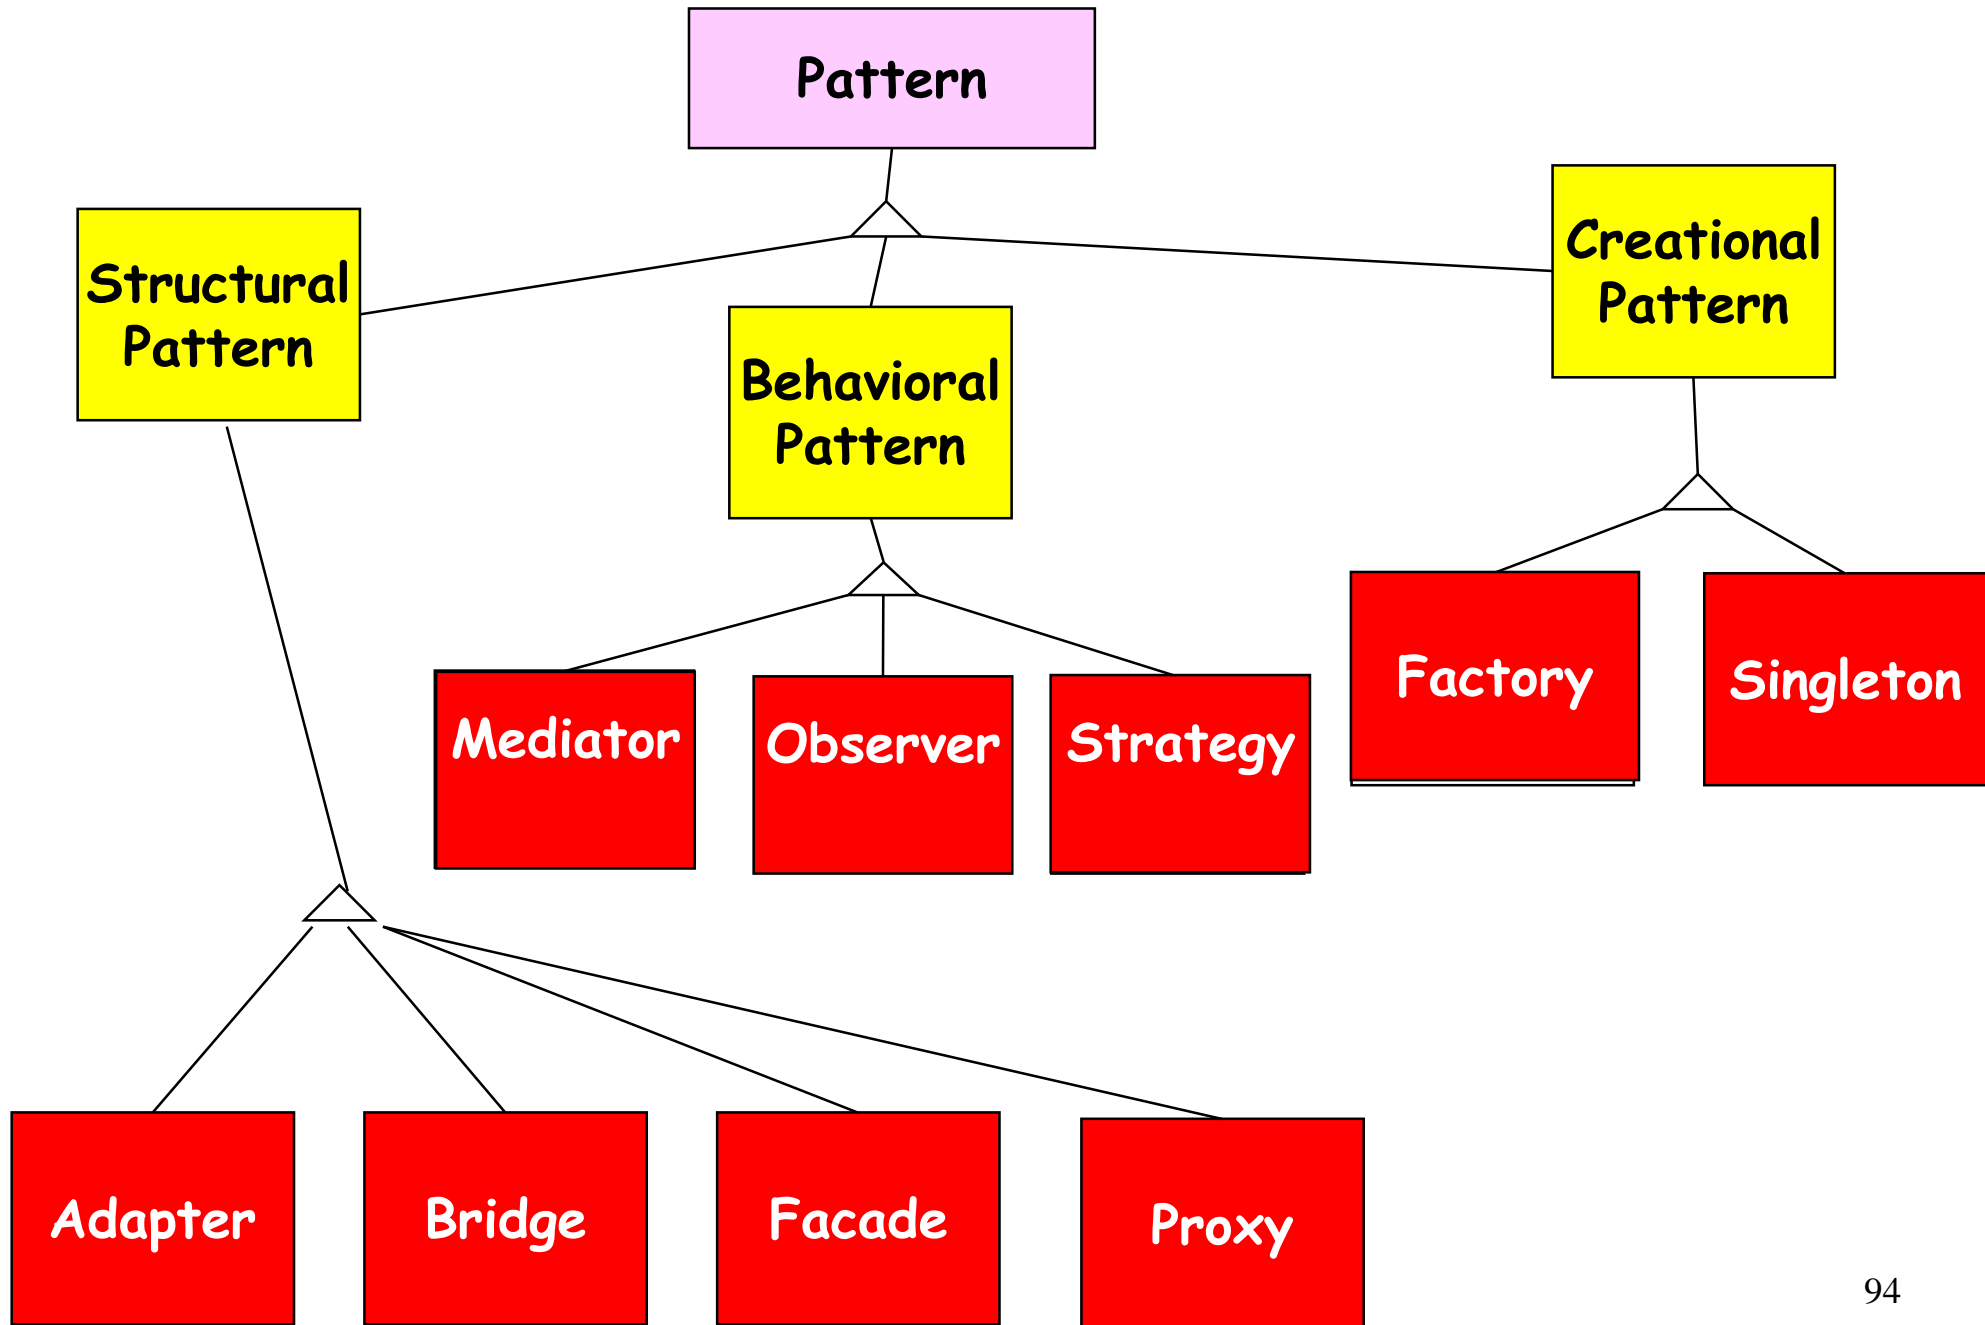 Pattern
Structural
Pattern
Behavioral
Pattern
Creational
Pattern
Mediator
Observer
Strategy
Factory
Singleton
Adapter
Bridge
Facade
Proxy
94